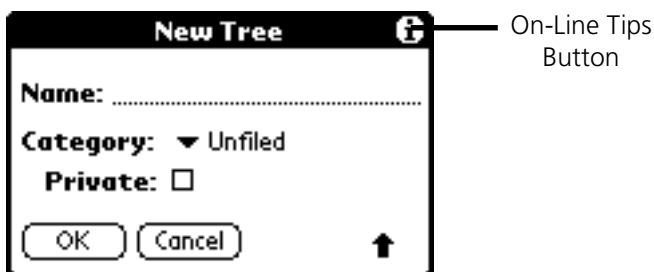 New Tree
On-Line Tips
Button
Name:
Category: Unfiled
Private:
OK Cancel